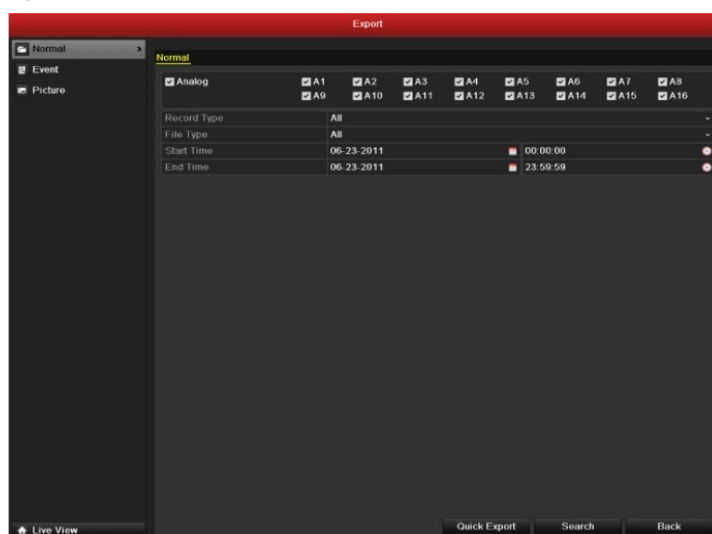 Export
Normal
Event
Picture
Live View
Normal
Analog A1 A2 A3 A4 A5 A6 A7 A8
A9 A10 A11 A12 A13 A14 A15 A16
Record Type All
File Type All
Start Time 06-23-2011 00:00:00
End Time 06-23-2011 23:59:59
Quick Export Search Back